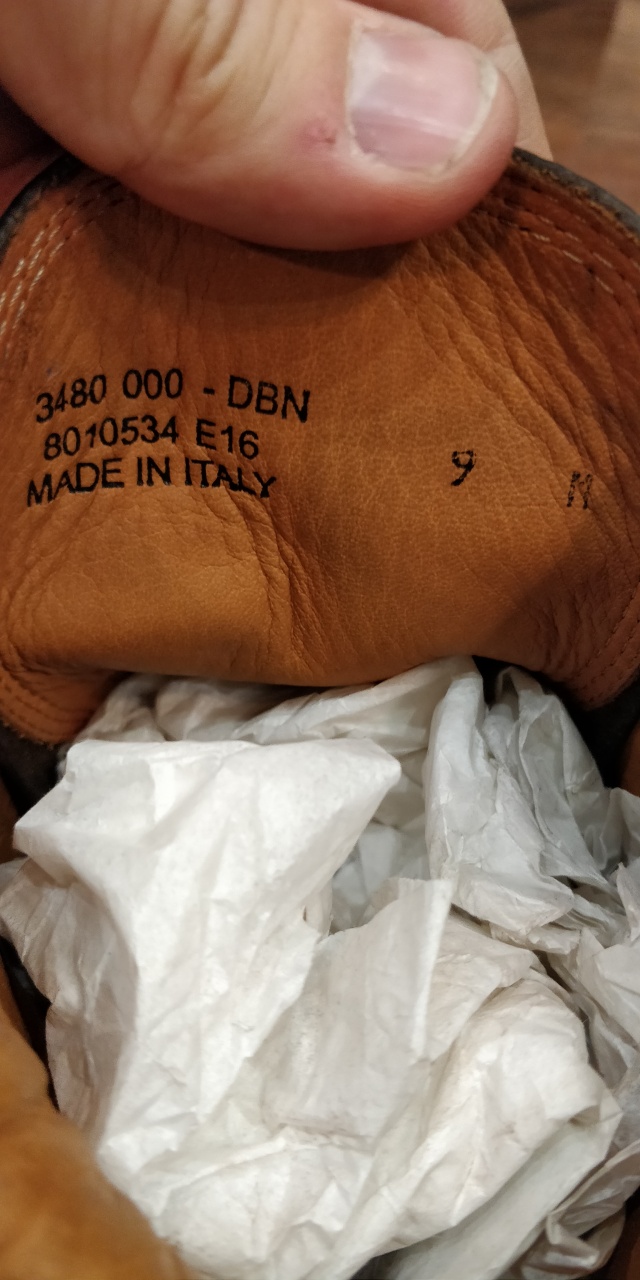 3480 000 - DBN
8010534 E16
MADE IN ITALY
9 N